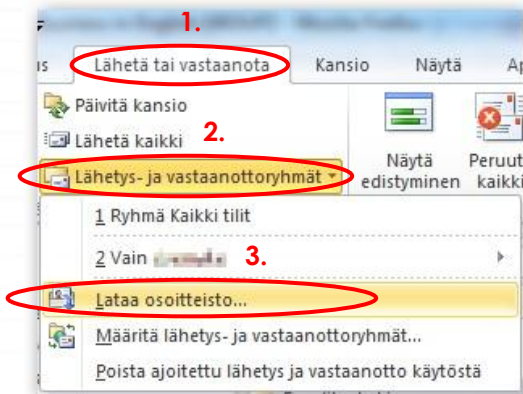 1.
Lähetä tai vastaanota Kansio Näytä
Päivitä kansio
Lähetä kaikki 2.
Näytä edistyminen
Peruut kaikki
Lähetys- ja vastaanottoryhmät
1 Ryhmä Kaikki tilit
2 Vain 3.
Lataa osoitteisto...
Määritä lähetys- ja vastaanottoryhmät...
Poista ajoitettu lähetys ja vastaanotto käytöstä